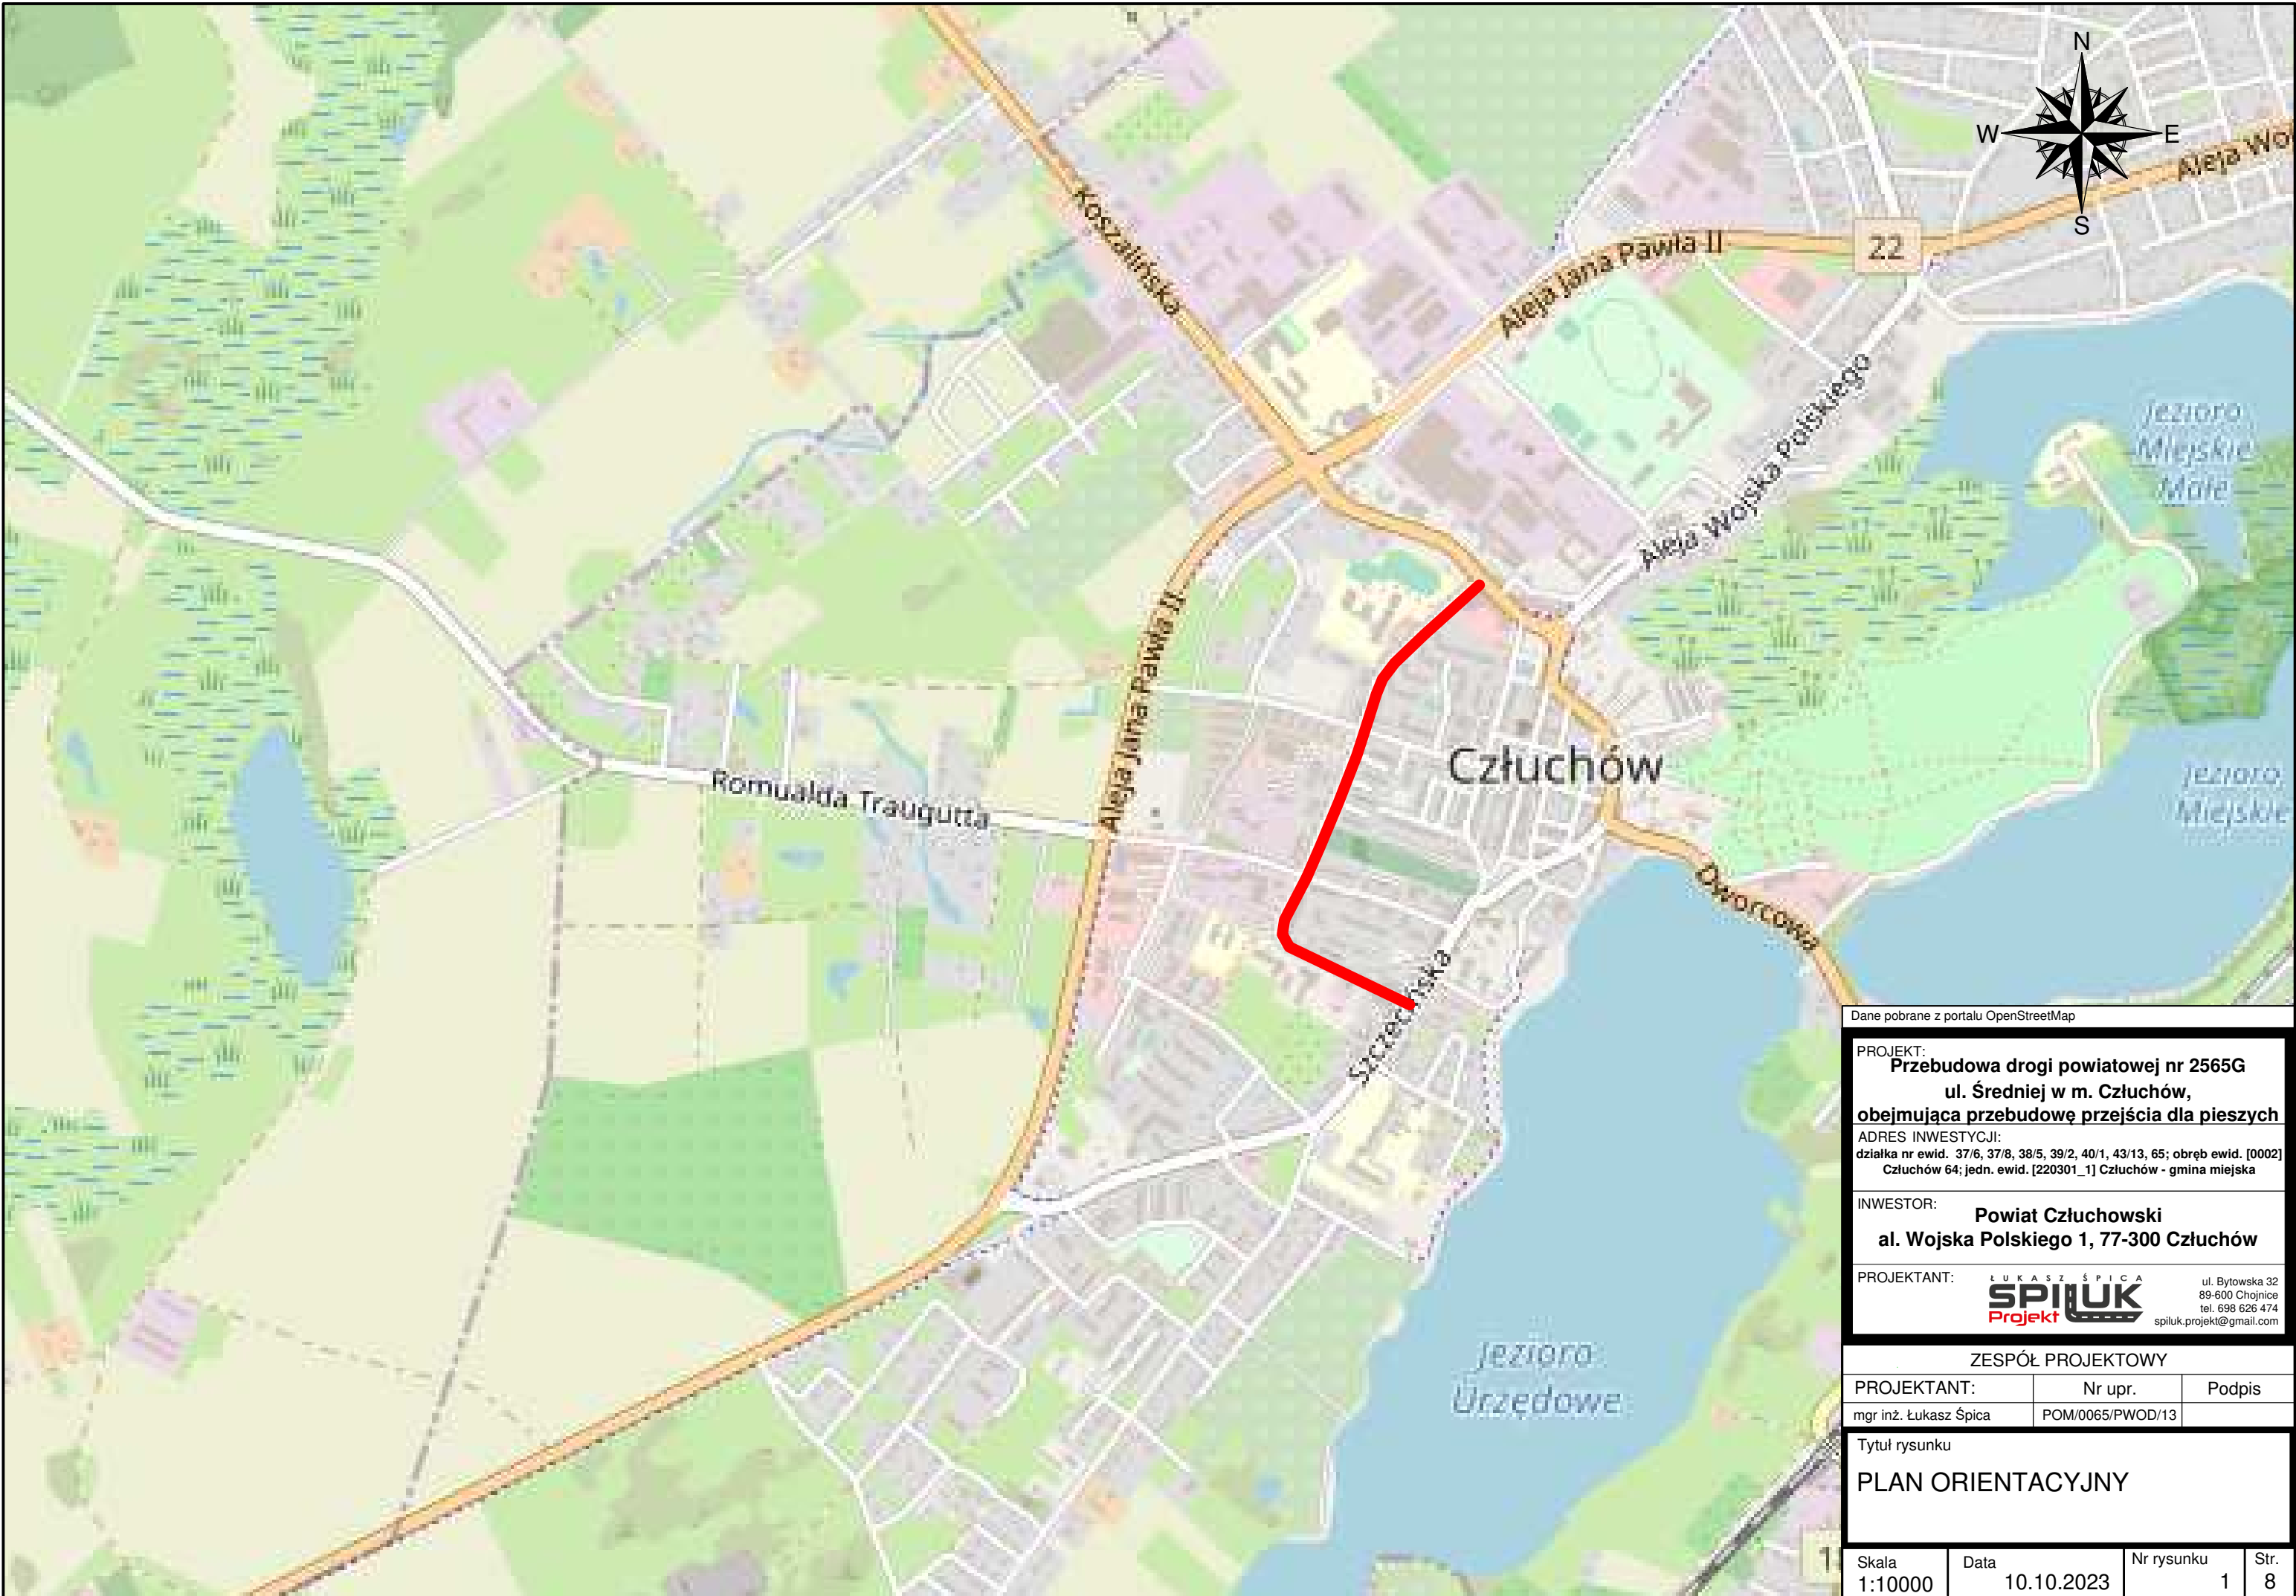 N
W
E
S
Aleja Wo
Koszalińska
Aleja Jana Pawła II
22
Aleja Wojska Polskiego
Jezioro
Miejskie
Małe
Aleja Jana Pawła II
Człuchów
Jezioro
Miejskie
Romualda Traugutta
Dworcowa
Szczecińska
Jezioro
Urzędowe
1
Dane pobrane z portalu OpenStreetMap
PROJEKT:
Przebudowa drogi powiatowej nr 2565G
ul. Średniej w m. Człuchów,
obejmująca przebudowę przejścia dla pieszych
ADRES INWESTYCJI:
działka nr ewid. 37/6, 37/8, 38/5, 39/2, 40/1, 43/13, 65; obręb ewid. [0002]
Człuchów 64; jedn. ewid. [220301_1] Człuchów - gmina miejska
INWESTOR:
Powiat Człuchowski
al. Wojska Polskiego 1, 77-300 Człuchów
PROJEKTANT:
ŁUKASZ ŚPICA
SPILUK
Projekt
ul. Bytowska 32
89-600 Chojnice
tel. 698 626 474
spiluk.projekt@gmail.com
ZESPÓŁ PROJEKTOWY
PROJEKTANT: Nr upr. Podpis
mgr inż. Łukasz Śpica POM/0065/PWOD/13
Tytuł rysunku
PLAN ORIENTACYJNY
Skala Data Nr rysunku Str.
1:10000 10.10.2023 1 8